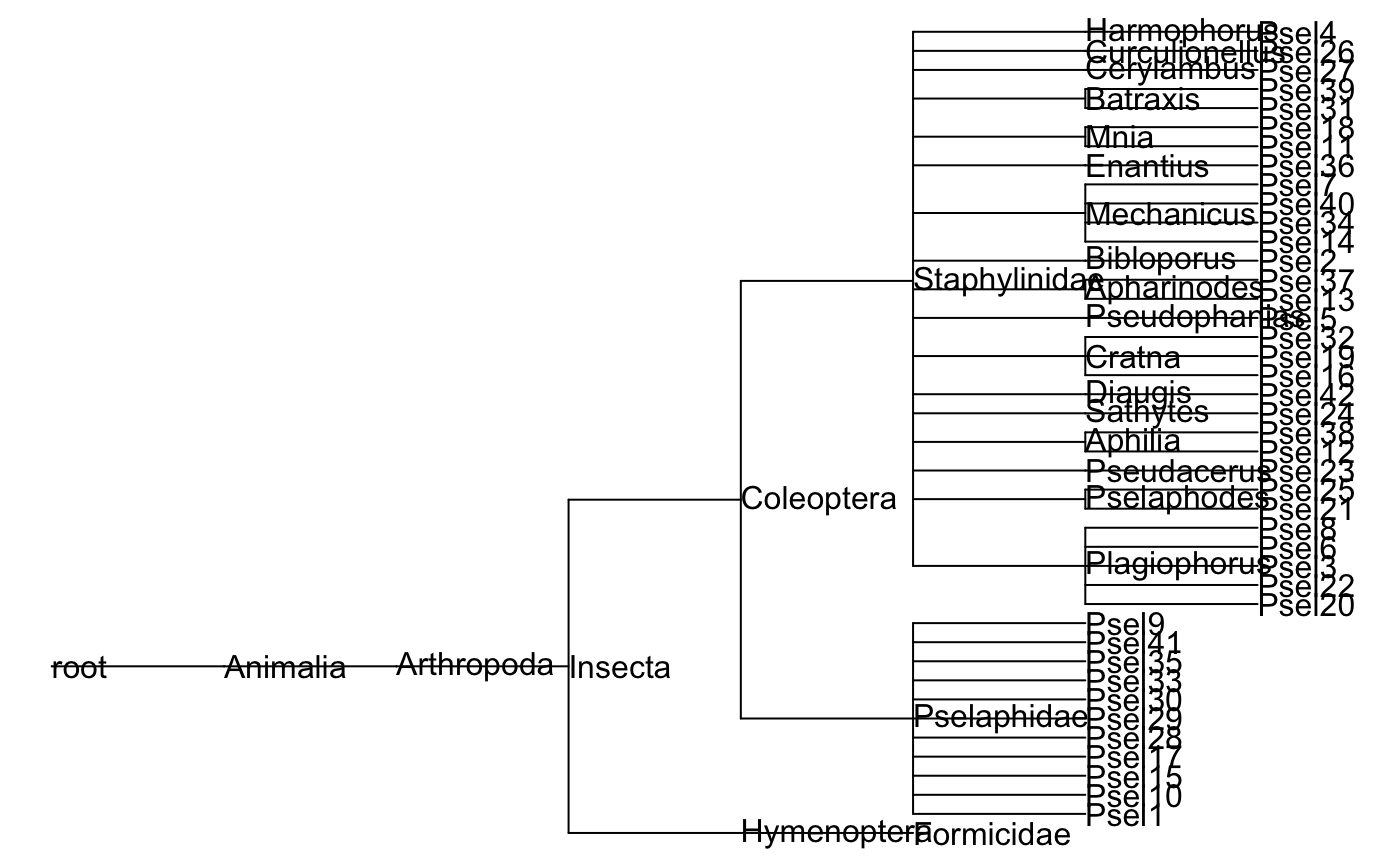 Harmophorus Psel4
Curculionellus Psel26
Cerylambus Psel27
Psel39
Batraxis
Psel31
Psel18
Mnia
Psel11
Enantius Psel36
Psel7
Psel40
Mechanicus
Psel34
Psel14
Bibloporus Psel2
Staphylinidae
Psel37
Apharinodes
Psel13
Pseudophanias Psel5
Psel32
Cratna Psel19
Psel16
Diaugis Psel42
Sathytes Psel24
Psel38
Aphilia
Psel12
Pseudacerus Psel23
Psel25
Coleoptera Pselaphodes
Psel21
Psel8
Psel6
Plagiophorus Psel3
Psel22
Psel20
Psel9
Psel41
root Animalia Arthropoda Insecta Psel35
Psel33
Psel30
Pselaphidae Psel29
Psel28
Psel17
Psel15
Psel10
Psel1
Hymenoptera Formicidae